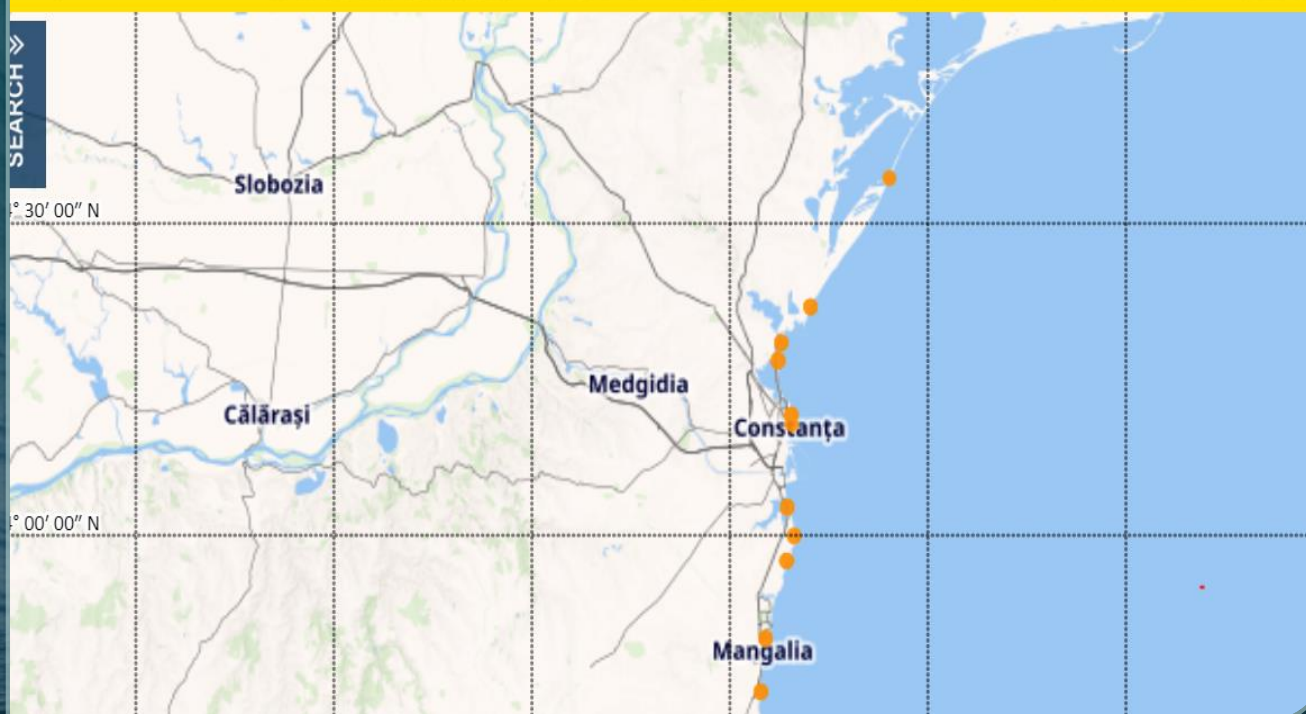 SEARCH »
Slobozia
° 30' 00" N
Medgidia
Călărași
Constanța
° 00' 00" N
Mangalia